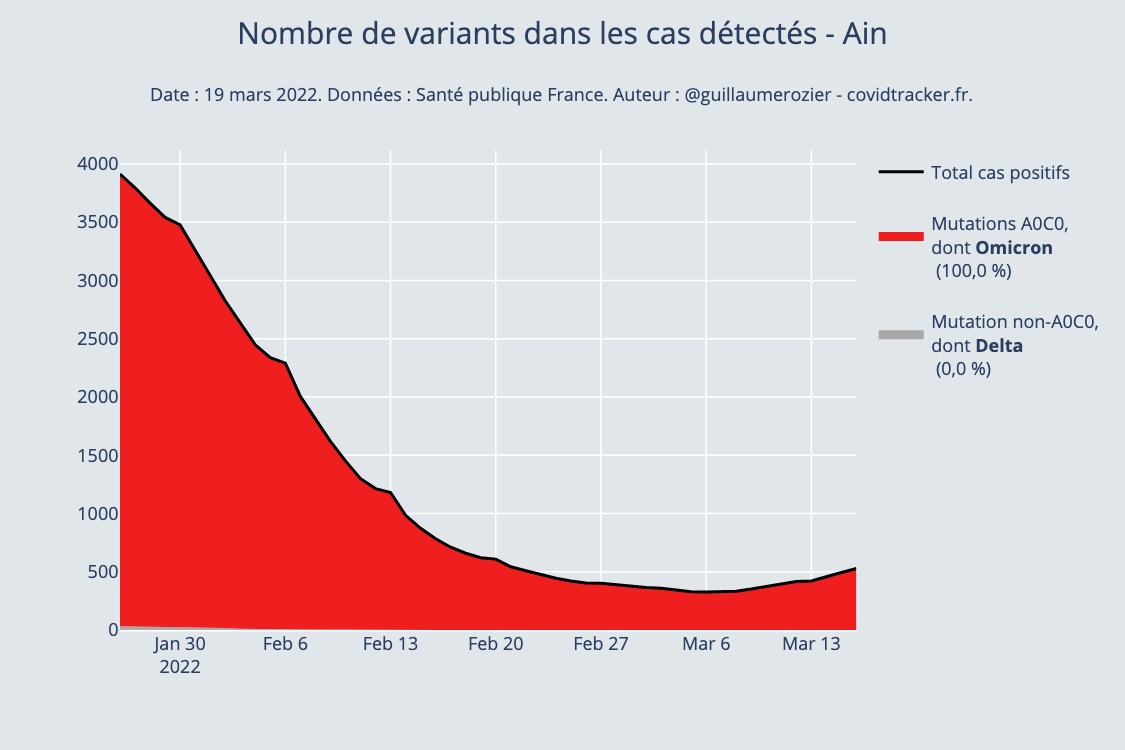 Nombre de variants dans les cas détectés - Ain
Date : 19 mars 2022. Données : Santé publique France. Auteur : @guillaumerozier - covidtracker.fr.
4000
3500
3000
2500
2000
1500
1000
500
0
Jan 30
2022
Feb 6
Feb 13
Feb 20
Feb 27
Mar 6
Mar 13
Total cas positifs
Mutations A0C0,
dont Omicron
(100,0 %)
Mutation non-A0C0,
dont Delta
(0,0 %)